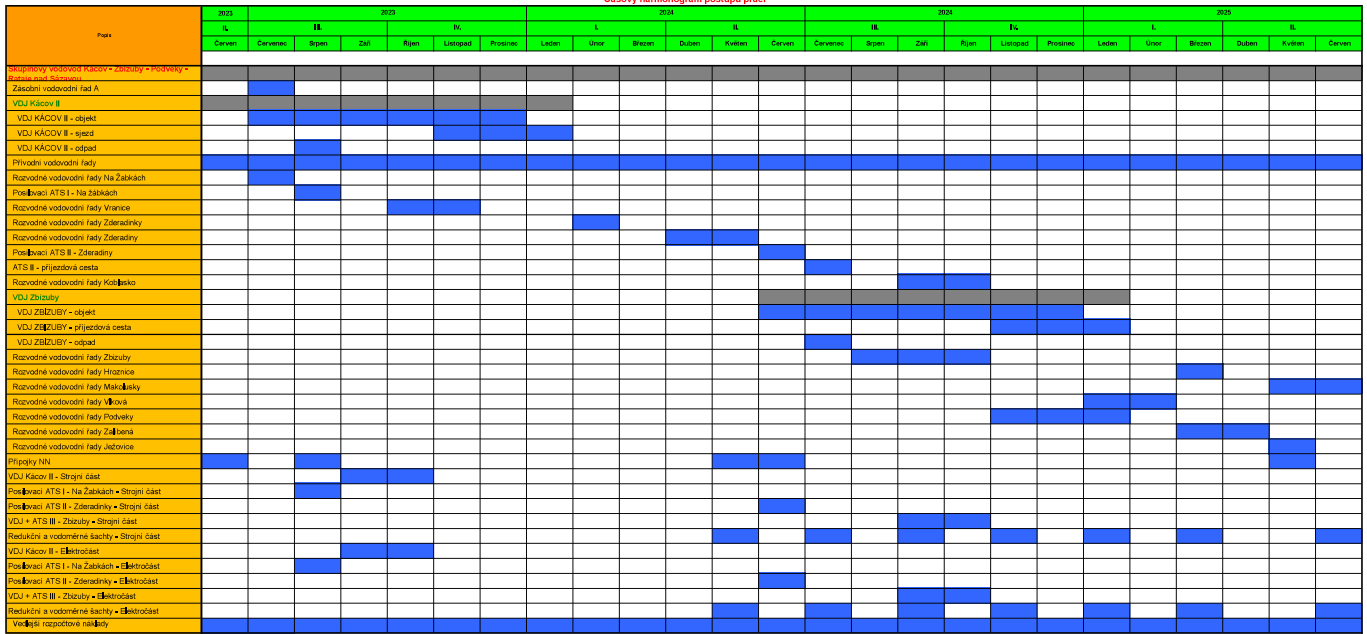 Časový harmonogram postupu prací
Popis
2023 2023 2024 2024 2025
II. III. IV. I. II. III. IV. I. II.
Červen Červenec Srpen Září Říjen Listopad Prosinec Leden Únor Březen Duben Květen Červen Červenec Srpen Září Říjen Listopad Prosinec Leden Únor Březen Duben Květen Červen
Skupinový vodovod Kácov - Zbizuby - Podveky -
Rataje nad Sázavou
Zásobní vodovodní řad A
VDJ Kácov II
VDJ KÁCOV II - objekt
VDJ KÁCOV II - sjezd
VDJ KÁCOV II - odpad
Přívodní vodovodní řady
Rozvodné vodovodní řady Na Žabkách
Posilovací ATS I - Na žábkách
Rozvodné vodovodní řady Vranice
Rozvodné vodovodní řady Zderadinky
Rozvodné vodovodní řady Zderadiny
Posilovací ATS II - Zderadiny
ATS II - příjezdová cesta
Rozvodné vodovodní řady Koblasko
VDJ Zbizuby
VDJ ZBIZUBY - objekt
VDJ ZBIZUBY - příjezdová cesta
VDJ ZBIZUBY - odpad
Rozvodné vodovodní řady Zbizuby
Rozvodné vodovodní řady Hroznice
Rozvodné vodovodní řady Makolusky
Rozvodné vodovodní řady Vlková
Rozvodné vodovodní řady Podveky
Rozvodné vodovodní řady Zalíbená
Rozvodné vodovodní řady Ježovice
Přípojky NN
VDJ Kácov II - Strojní část
Posilovací ATS I - Na Žabkách - Strojní část
Posilovací ATS II - Zderadinky - Strojní část
VDJ + ATS III - Zbizuby - Strojní část
Redukční a vodoměrné šachty - Strojní část
VDJ Kácov II - Elektročást
Posilovací ATS I - Na Žabkách - Elektročást
Posilovací ATS II - Zderadinky - Elektročást
VDJ + ATS III - Zbizuby - Elektročást
Redukční a vodoměrné šachty - Elektročást
Vedlejší rozpočtové náklady